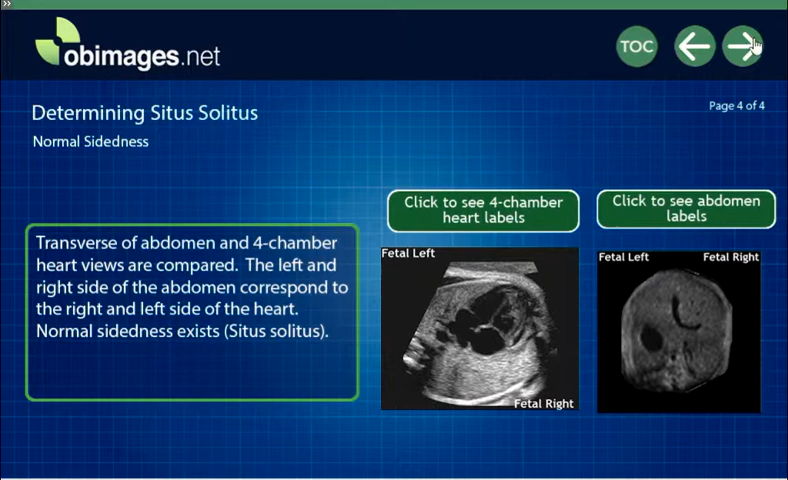 »
obimages.net
TOC
Determining Situs Solitus
Page 4 of 4
Normal Sidedness
Click to see 4-chamber
heart labels
Click to see abdomen
labels
Transverse of abdomen and 4-chamber
heart views are compared. The left and
right side of the abdomen correspond to
the right and left side of the heart.
Normal sidedness exists (Situs solitus).
Fetal Left
Fetal Right
Fetal Left
Fetal Right